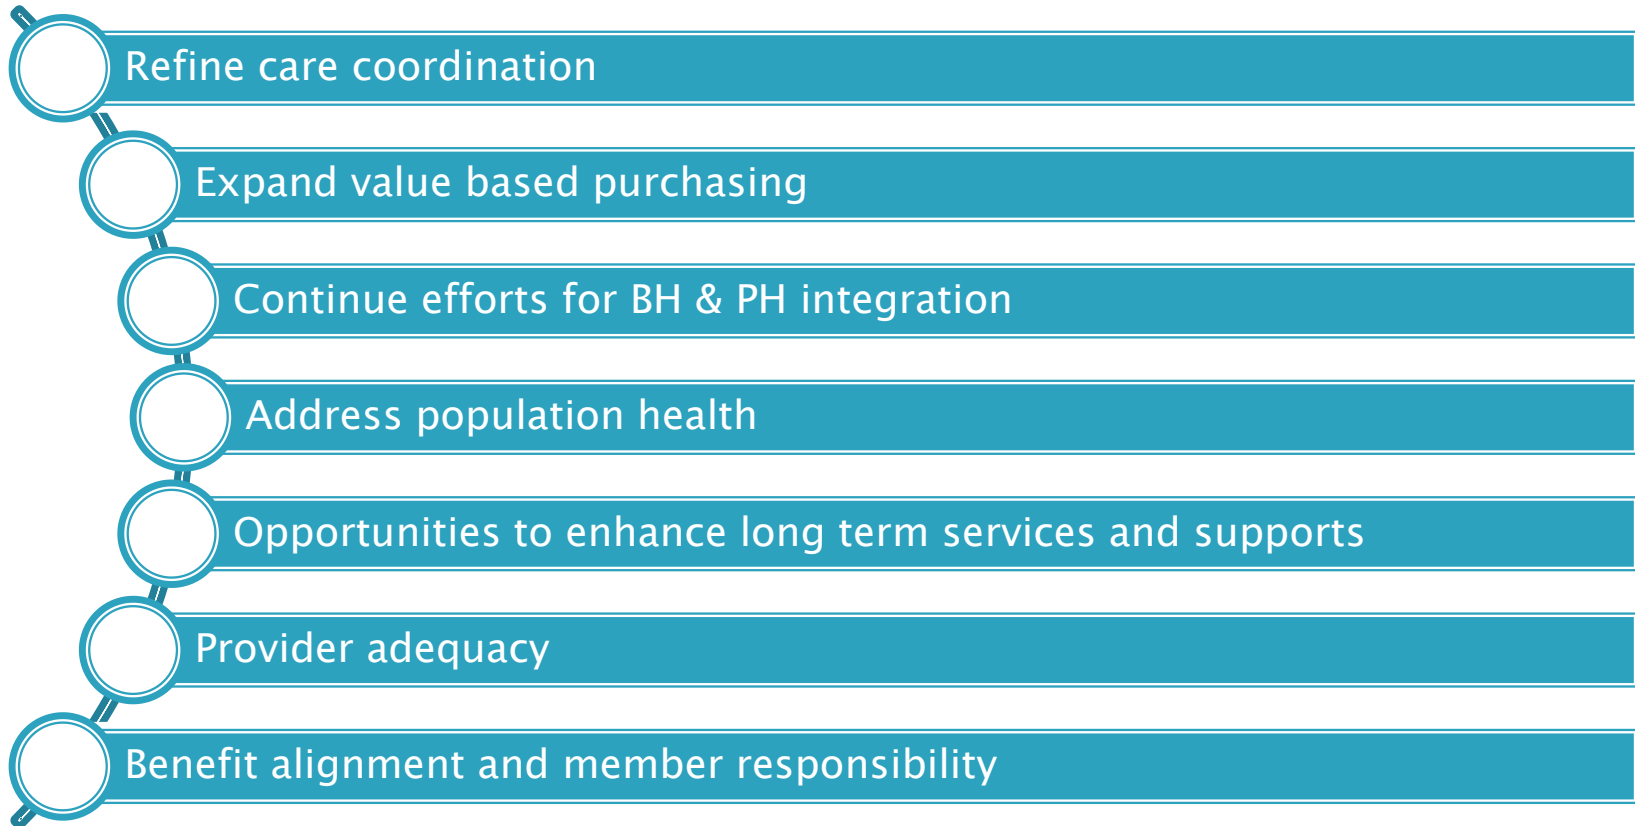 Refine care coordination
Expand value based purchasing
Continue efforts for BH & PH integration
Address population health
Opportunities to enhance long term services and supports
Provider adequacy
Benefit alignment and member responsibility